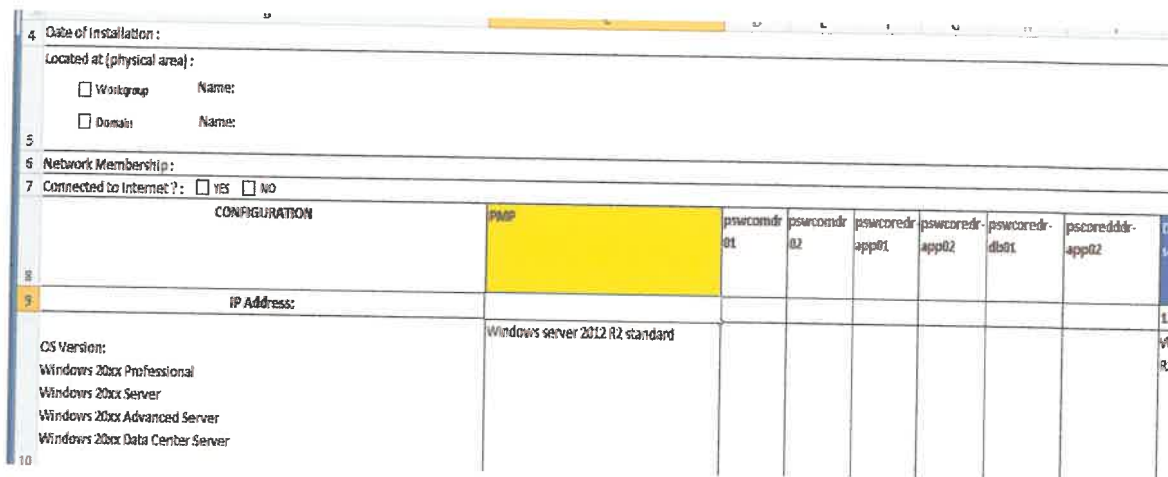 B
4 Date of Installation :
Located at (physical area) :
Workgroup Name:
Domain Name:
5
6 Network Membership :
7 Connected to Internet? : YES NO
CONFIGURATION PMP pswcomdr pswcomdr pswcoredr- pswcoredr- pswcoredr- pscoredddr-
01 02 app01 app02 db01 app02
8
9 IP Address:
Windows server 2012 R2 standard
OS Version:
Windows 20xx Professional
Windows 20xx Server
Windows 20xx Advanced Server
Windows 20xx Data Center Server
10